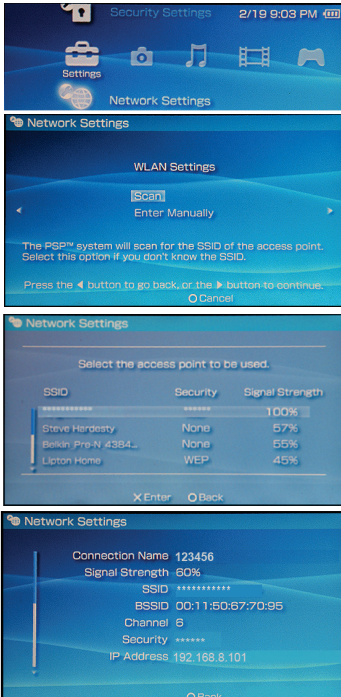 Security Settings 2/19 9:03 PM
Settings
Network Settings
Network Settings
WLAN Settings
Scan
Enter Manually
The PSP™ system will scan for the SSID of the access point.
Select this option if you don't know the SSID.
Press the ◀ button to go back, or the ▶ button to continue.
O Cancel
Network Settings
Select the access point to be used.
SSID Security Signal Strength
*********** ****** 100%
Steve Hardesty None 57%
Belkin Pro-N 4384... None 55%
Lipton Home WEP 45%
X Enter O Back
Network Settings
Connection Name 123456
Signal Strength 60%
SSID ***********
BSSID 00:11:50:67:70:95
Channel 6
Security ******
IP Address 192.168.8.101
O Back